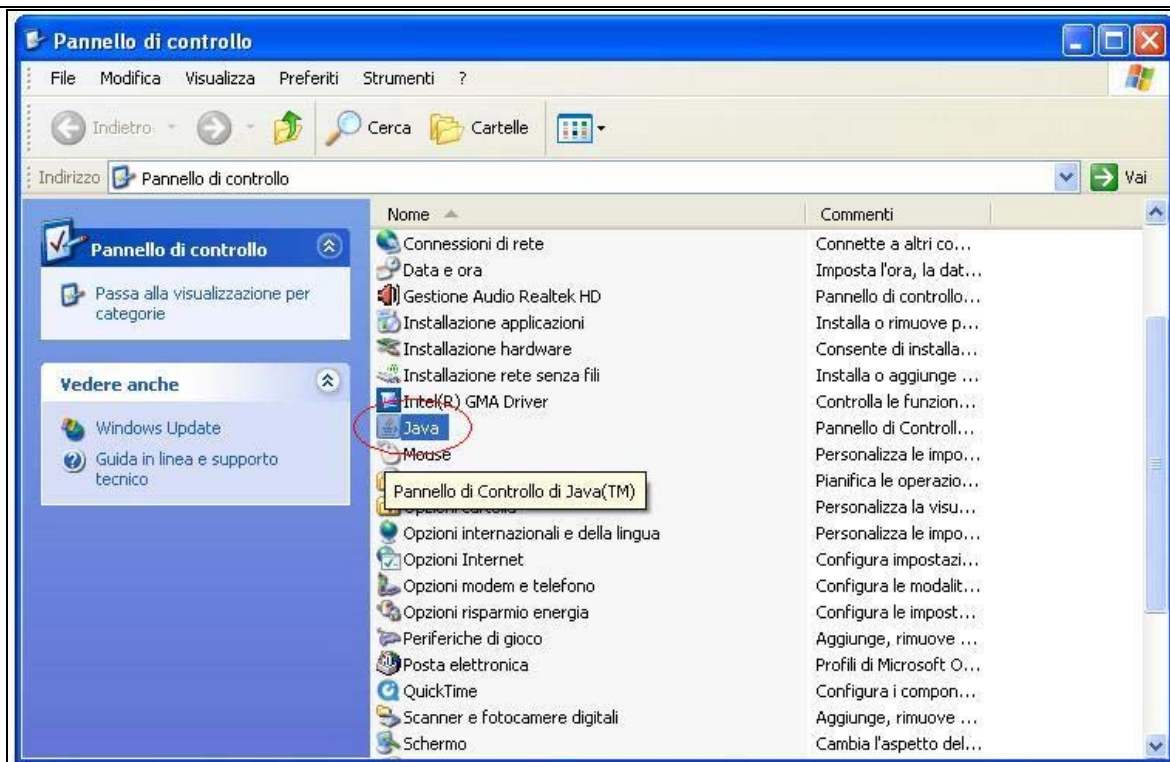 Pannello di controllo
File Modifica Visualizza Preferiti Strumenti ?
Indietro Cerca Cartelle
Indirizzo Pannello di controllo Vai
Pannello di controllo
Passa alla visualizzazione per
categorie
Vedere anche
Windows Update
Guida in linea e supporto
tecnico
Nome Commenti
Connessioni di rete Connette a altri co...
Data e ora Imposta l'ora, la dat...
Gestione Audio Realtek HD Pannello di controllo...
Installazione applicazioni Installa o rimuove p...
Installazione hardware Consente di installa...
Installazione rete senza fili Installa o aggiunge ...
Intel(R) GMA Driver Controlla le funzion...
Java Pannello di Controll...
Mouse Personalizza le impo...
Pianifica le operazio...
Pannello di Controllo di Java(TM)
Opzioni cartella Personalizza la visu...
Opzioni internazionali e della lingua Personalizza le impo...
Opzioni Internet Configura impostazi...
Opzioni modem e telefono Configura le modalit...
Opzioni risparmio energia Configura le impost...
Periferiche di gioco Aggiunge, rimuove ...
Posta elettronica Profili di Microsoft O...
QuickTime Configura i compon...
Scanner e fotocamere digitali Aggiunge, rimuove ...
Schermo Cambia l'aspetto del...